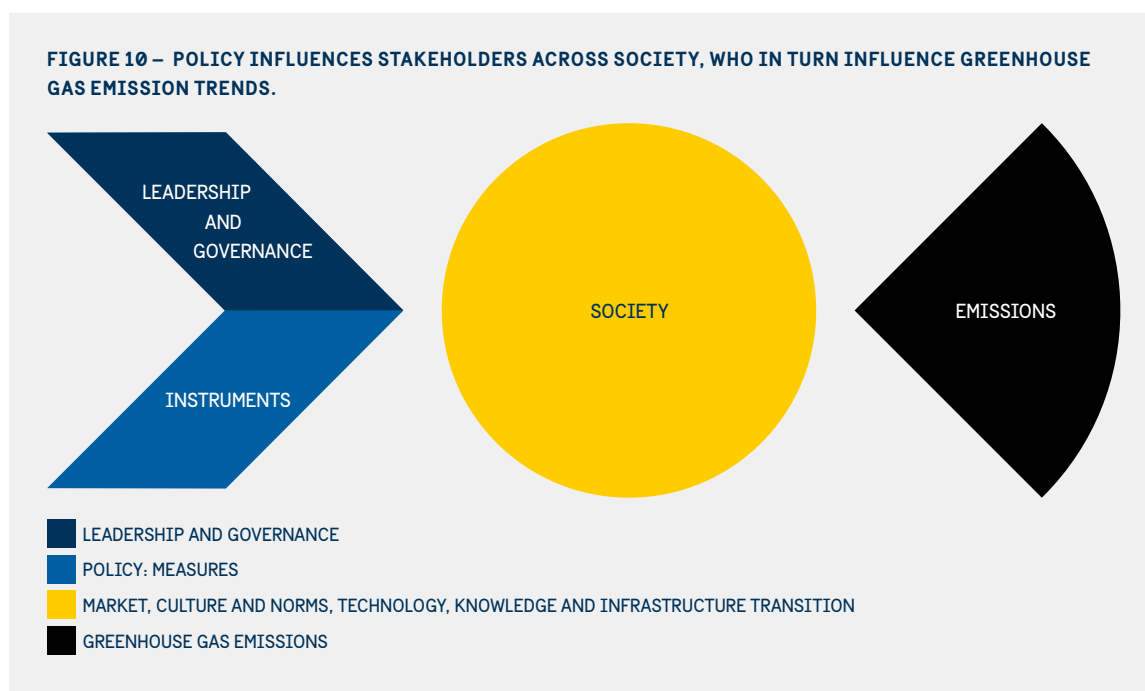 FIGURE 10 – POLICY INFLUENCES STAKEHOLDERS ACROSS SOCIETY, WHO IN TURN INFLUENCE GREENHOUSE
GAS EMISSION TRENDS.
LEADERSHIP
AND
GOVERNANCE
INSTRUMENTS
SOCIETY
EMISSIONS
LEADERSHIP AND GOVERNANCE
POLICY: MEASURES
MARKET, CULTURE AND NORMS, TECHNOLOGY, KNOWLEDGE AND INFRASTRUCTURE TRANSITION
GREENHOUSE GAS EMISSIONS